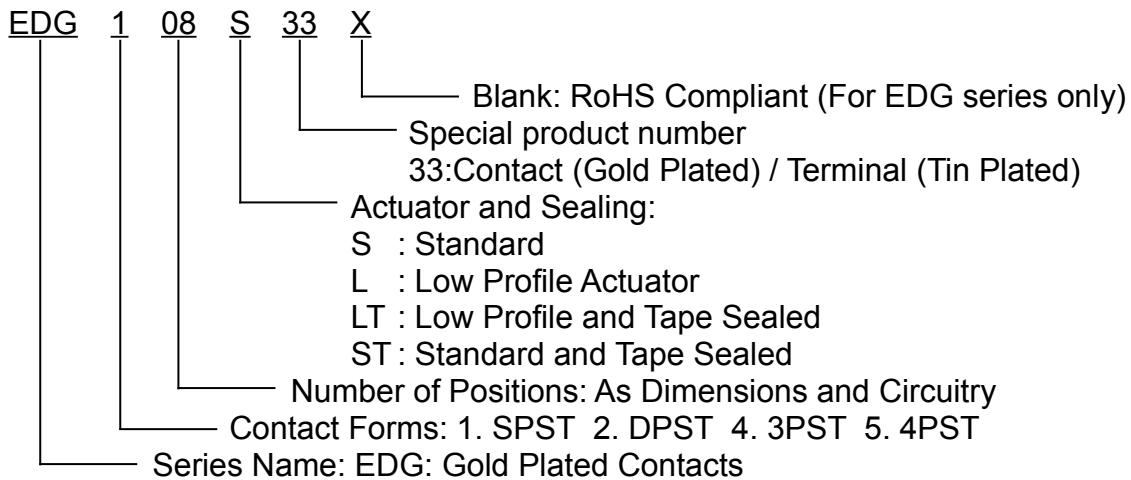 EDG 1 08 S 33 X
Blank: RoHS Compliant (For EDG series only)
Special product number
33:Contact (Gold Plated) / Terminal (Tin Plated)
Actuator and Sealing:
S : Standard
L : Low Profile Actuator
LT : Low Profile and Tape Sealed
ST : Standard and Tape Sealed
Number of Positions: As Dimensions and Circuitry
Contact Forms: 1. SPST 2. DPST 4. 3PST 5. 4PST
Series Name: EDG: Gold Plated Contacts